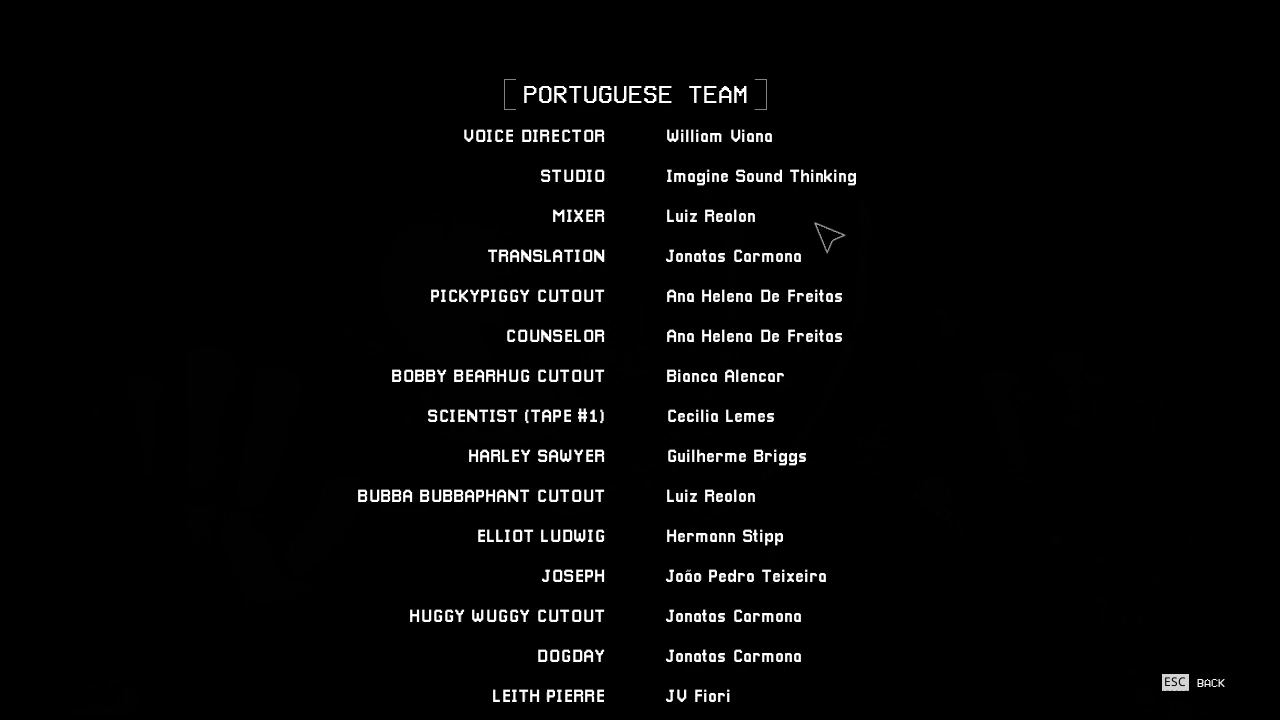 PORTUGUESE TEAM
VOICE DIRECTOR William Viana
STUDIO Imagine Sound Thinking
MIXER Luiz Reolon
TRANSLATION Jonatas Carmona
PICKYPIGGY CUTOUT Ana Helena De Freitas
COUNSELOR Ana Helena De Freitas
BOBBY BEARHUG CUTOUT Bianca Alencar
SCIENTIST (TAPE #1) Cecilia Lemes
HARLEY SAWYER Guilherme Briggs
BUBBA BUBBAPHANT CUTOUT Luiz Reolon
ELLIOT LUDWIG Hermann Stipp
JOSEPH João Pedro Teixeira
HUGGY WUGGY CUTOUT Jonatas Carmona
DOGDAY Jonatas Carmona
LEITH PIERRE JV Fiori
ESC BACK